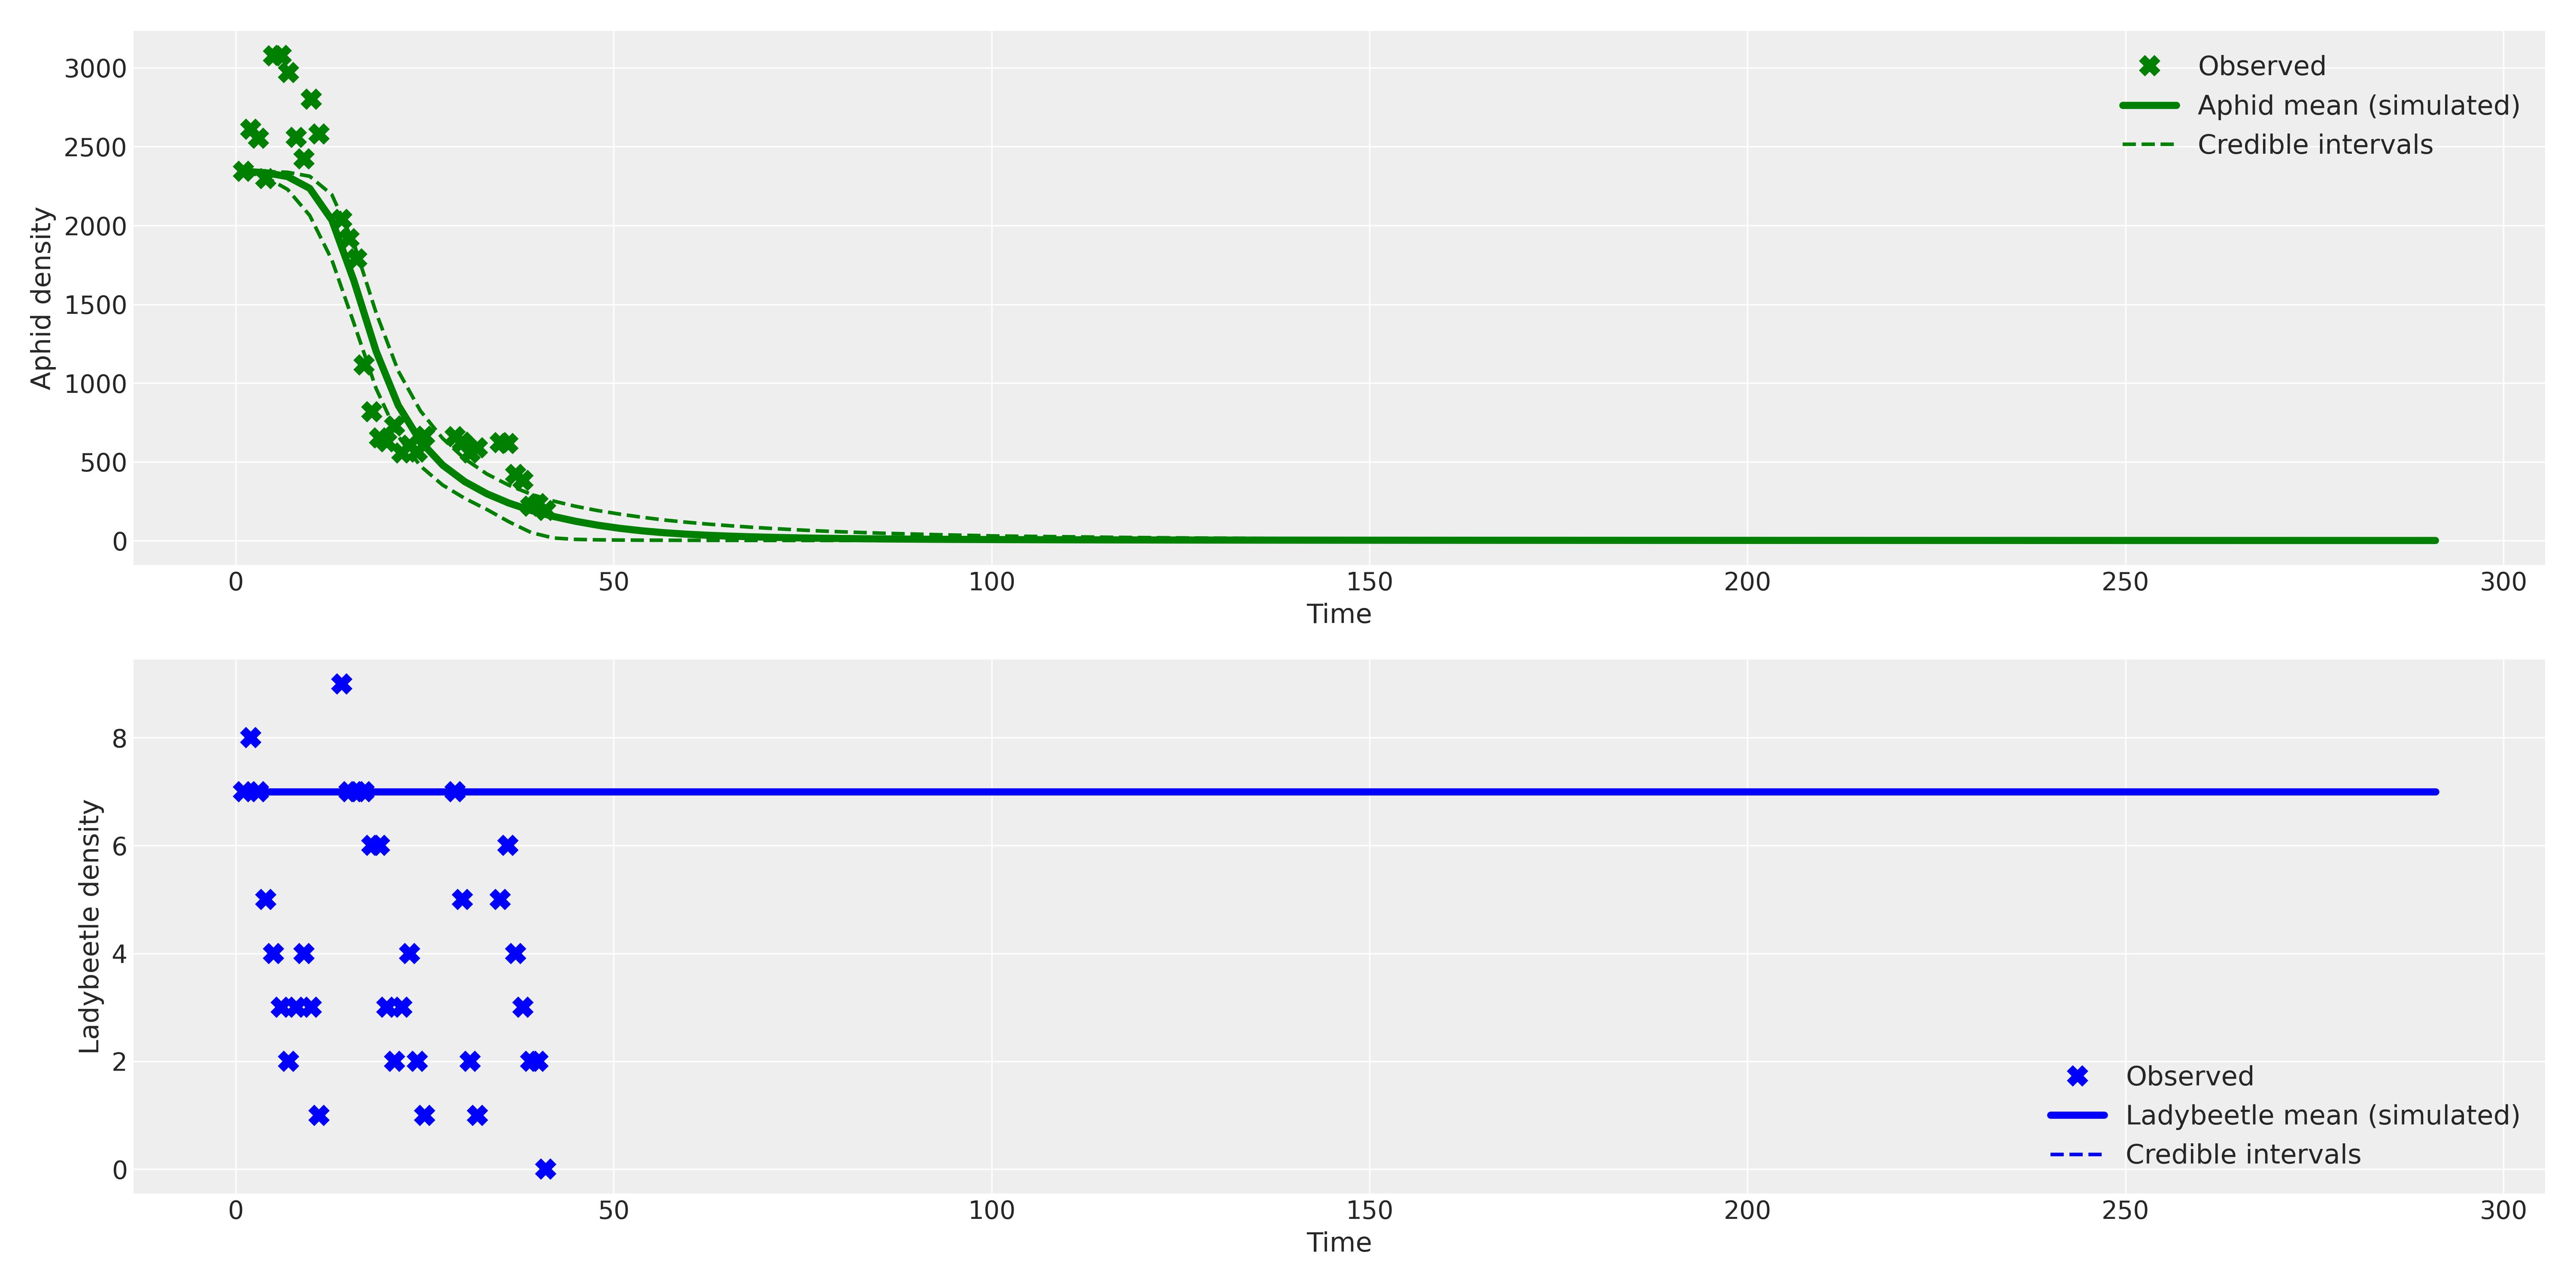 3000
2500
2000
1500
1000
500
0
Aphid density
Observed
Aphid mean (simulated)
Credible intervals
0 50 100 150 200 250 300
Time
8
6
4
2
0
Ladybeetle density
Observed
Ladybeetle mean (simulated)
Credible intervals
0 50 100 150 200 250 300
Time